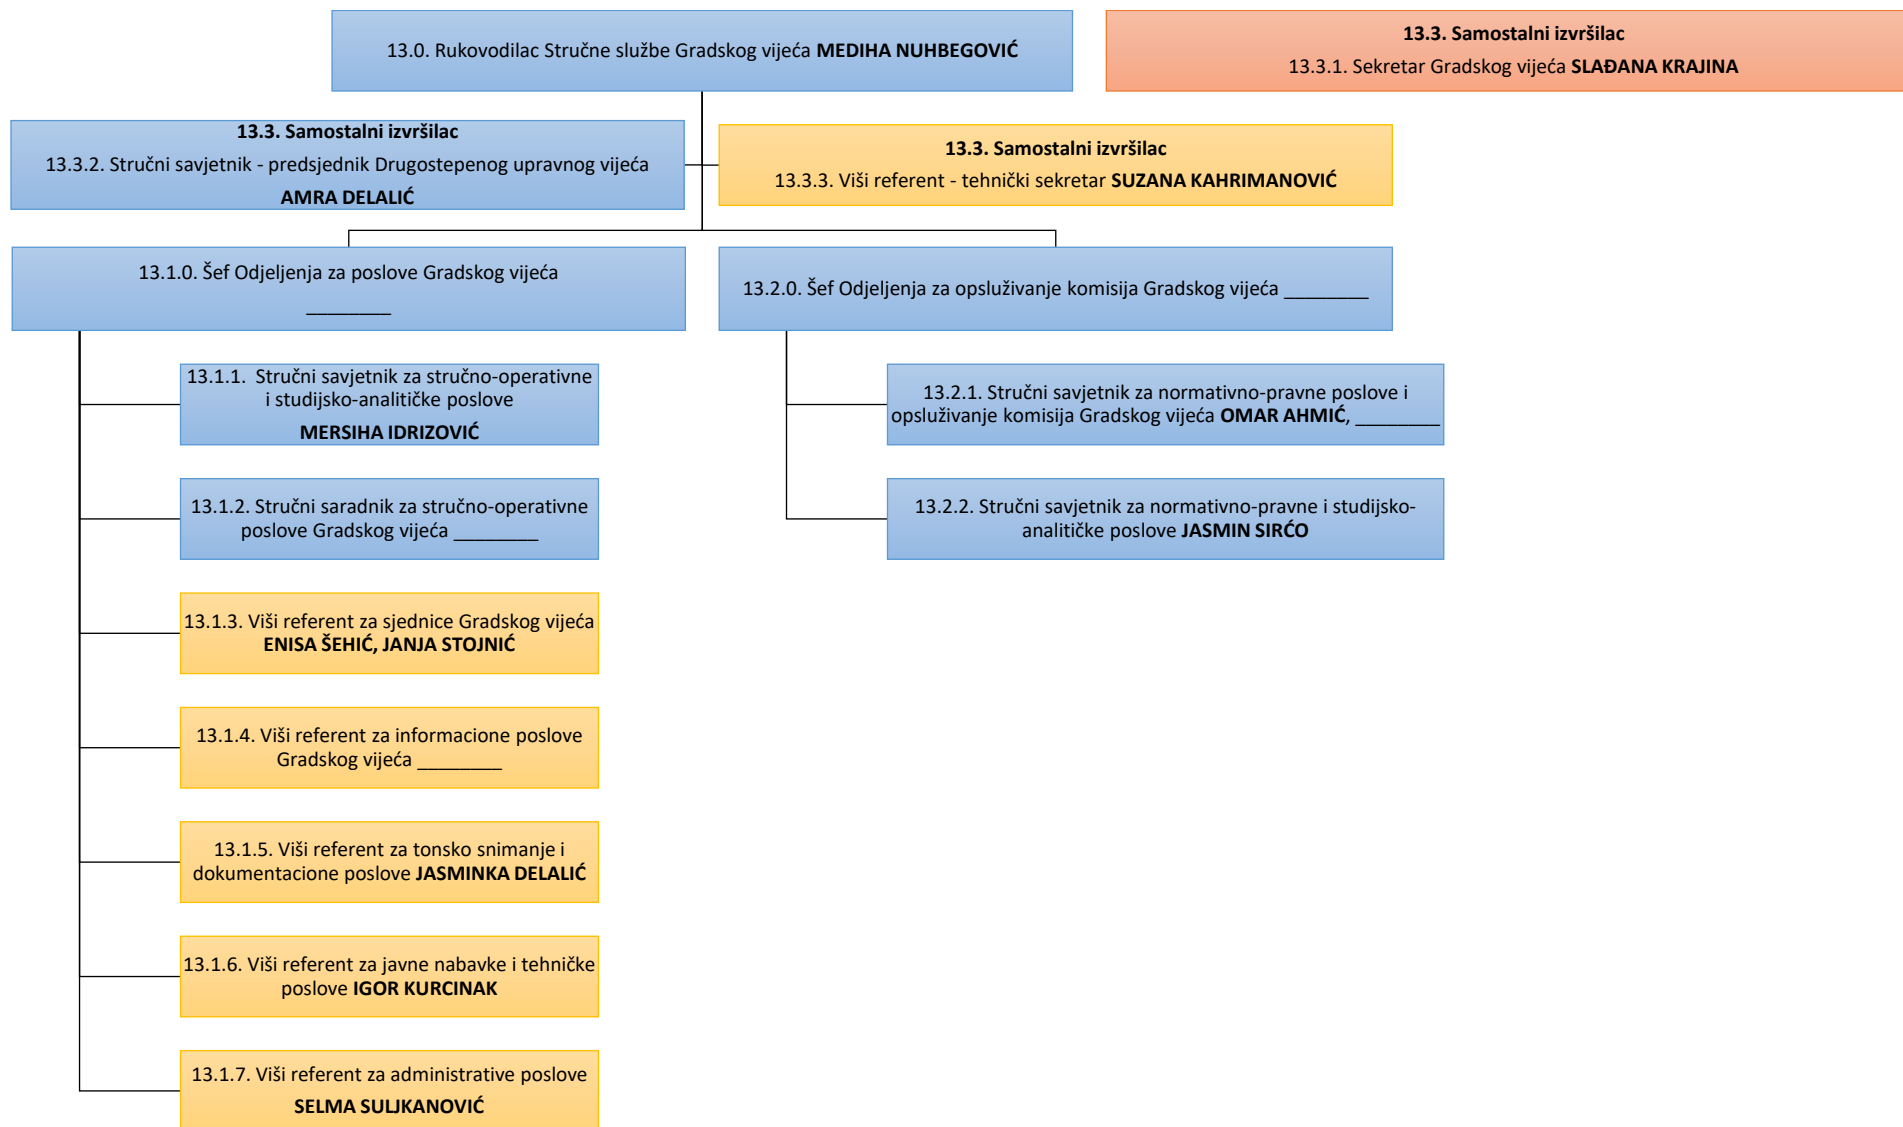 13.0. Rukovodilac Stručne službe Gradskog vijeća MEDIHA NUHBEGOVIĆ
13.3. Samostalni izvršilac
13.3.1. Sekretar Gradskog vijeća SLAĐANA KRAJINA
13.3. Samostalni izvršilac
13.3.2. Stručni savjetnik - predsjednik Drugostepenog upravnog vijeća
AMRA DELALIĆ
13.3. Samostalni izvršilac
13.3.3. Viši referent - tehnički sekretar SUZANA KAHRIMANOVIĆ
13.1.0. Šef Odjeljenja za poslove Gradskog vijeća
________
13.2.0. Šef Odjeljenja za opsluživanje komisija Gradskog vijeća ________
13.1.1. Stručni savjetnik za stručno-operativne
i studijsko-analitičke poslove
MERSIHA IDRIZOVIĆ
13.1.2. Stručni saradnik za stručno-operativne
poslove Gradskog vijeća ________
13.1.3. Viši referent za sjednice Gradskog vijeća
ENISA ŠEHIĆ, JANJA STOJNIĆ
13.1.4. Viši referent za informacione poslove
Gradskog vijeća ________
13.1.5. Viši referent za tonsko snimanje i
dokumentacione poslove JASMINKA DELALIĆ
13.1.6. Viši referent za javne nabavke i tehničke
poslove IGOR KURCINAK
13.1.7. Viši referent za administrative poslove
SELMA SULJKANOVIĆ
13.2.1. Stručni savjetnik za normativno-pravne poslove i
opsluživanje komisija Gradskog vijeća OMAR AHMIĆ, ________
13.2.2. Stručni savjetnik za normativno-pravne i studijsko-
analitičke poslove JASMIN SIRĆO